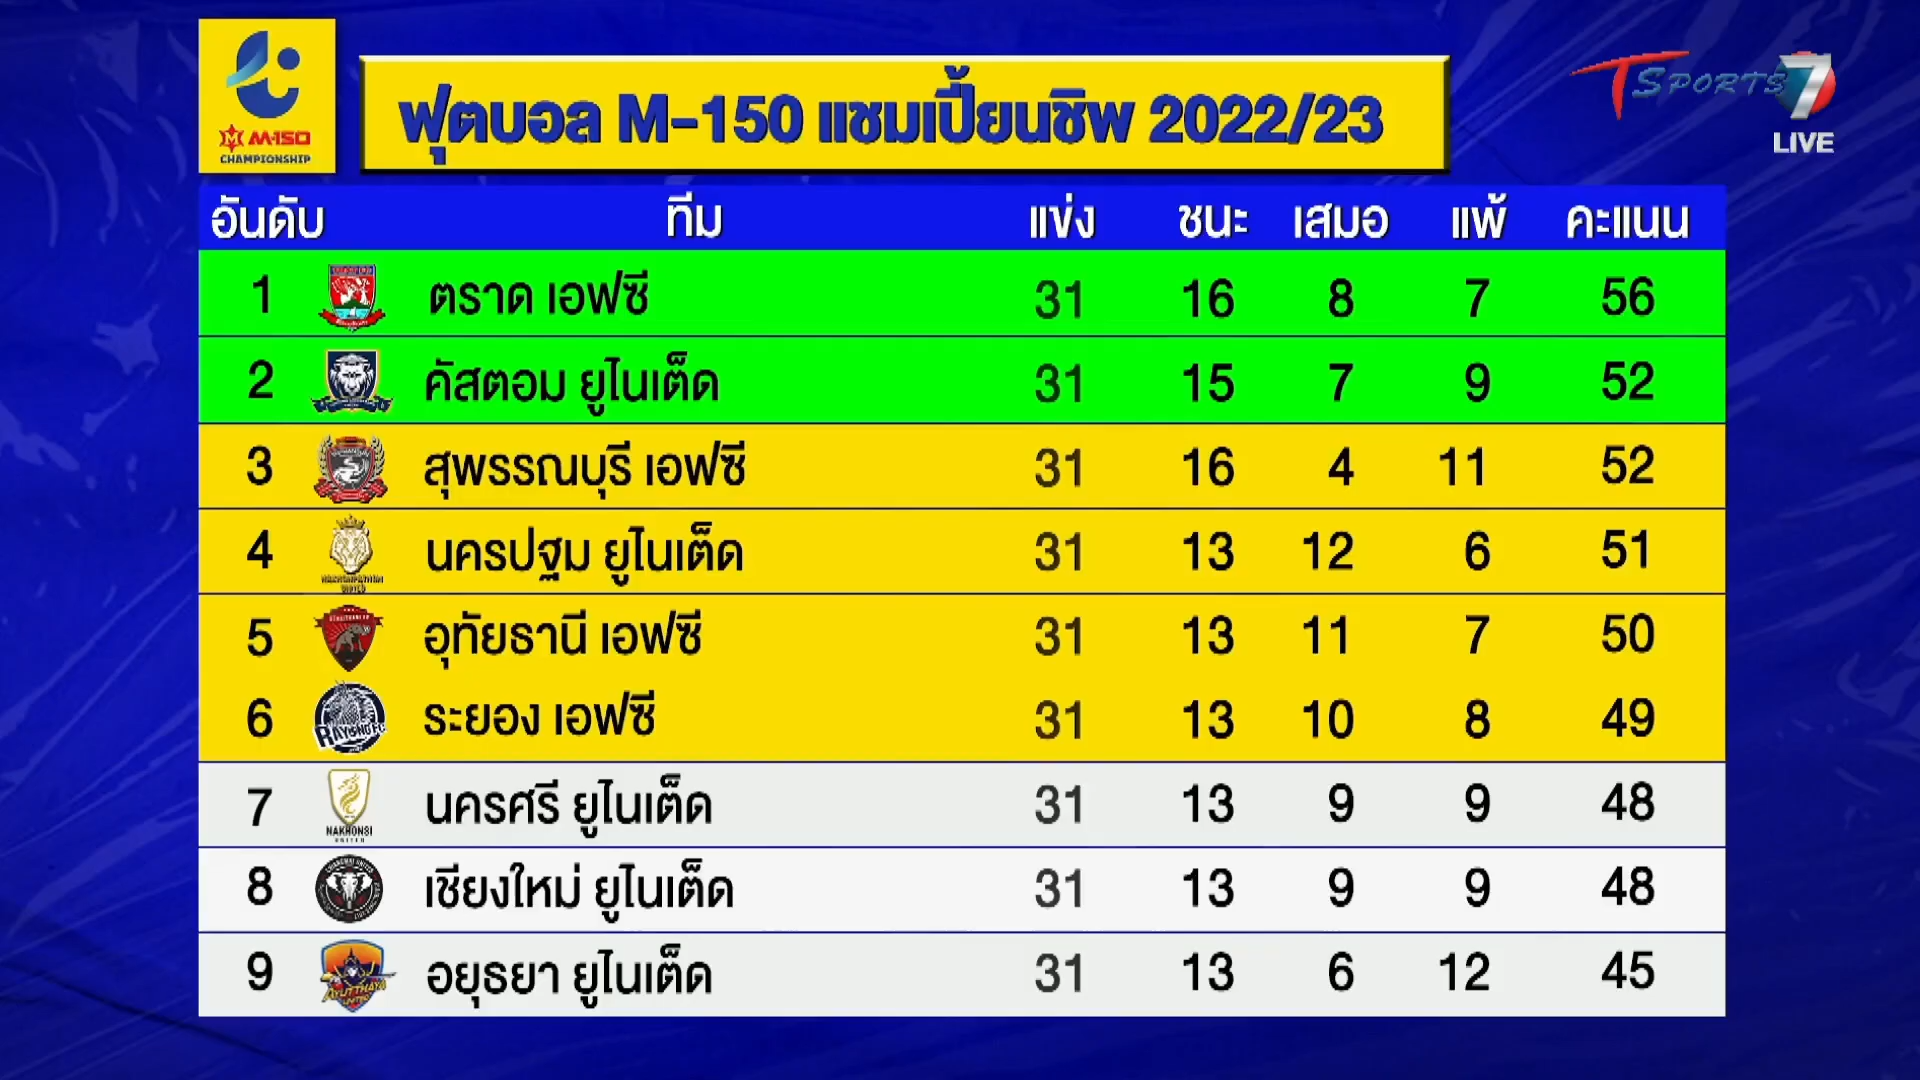 M-150
CHAMPIONSHIP
ฟุตบอล M-150 แชมเปี้ยนชิพ 2022/23
TSPORTS 7
LIVE
อันดับ ทีม แข่ง ชนะ เสมอ แพ้ คะแนน
1 ตราด เอฟซี 31 16 8 7 56
2 คัสตอม ยูไนเต็ด 31 15 7 9 52
3 สุพรรณบุรี เอฟซี 31 16 4 11 52
4 นครปฐม ยูไนเต็ด 31 13 12 6 51
5 อุทัยธานี เอฟซี 31 13 11 7 50
6 RAYONG FC ระยอง เอฟซี 31 13 10 8 49
7 NAKHONSI UNITED นครศรี ยูไนเต็ด 31 13 9 9 48
8 เชียงใหม่ ยูไนเต็ด 31 13 9 9 48
9 AYUTTHAYA UNITED อยุธยา ยูไนเต็ด 31 13 6 12 45